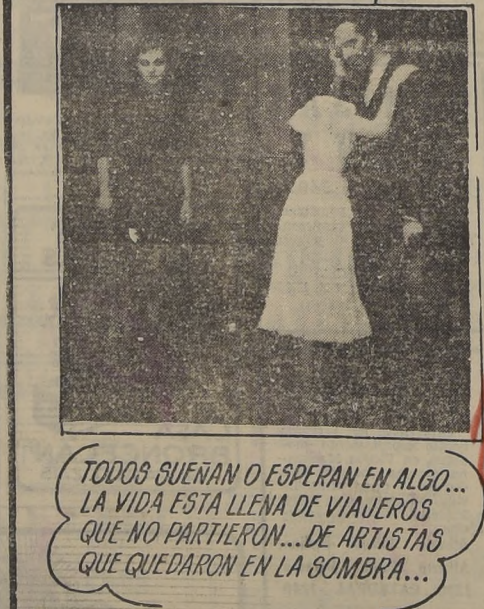 TODOS SUEÑAN O ESPERAN EN ALGO...
LA VIDA ESTA LLENA DE VIAJEROS
QUE NO PARTIERON... DE ARTISTAS
QUE QUEDARON EN LA SOMBRA...